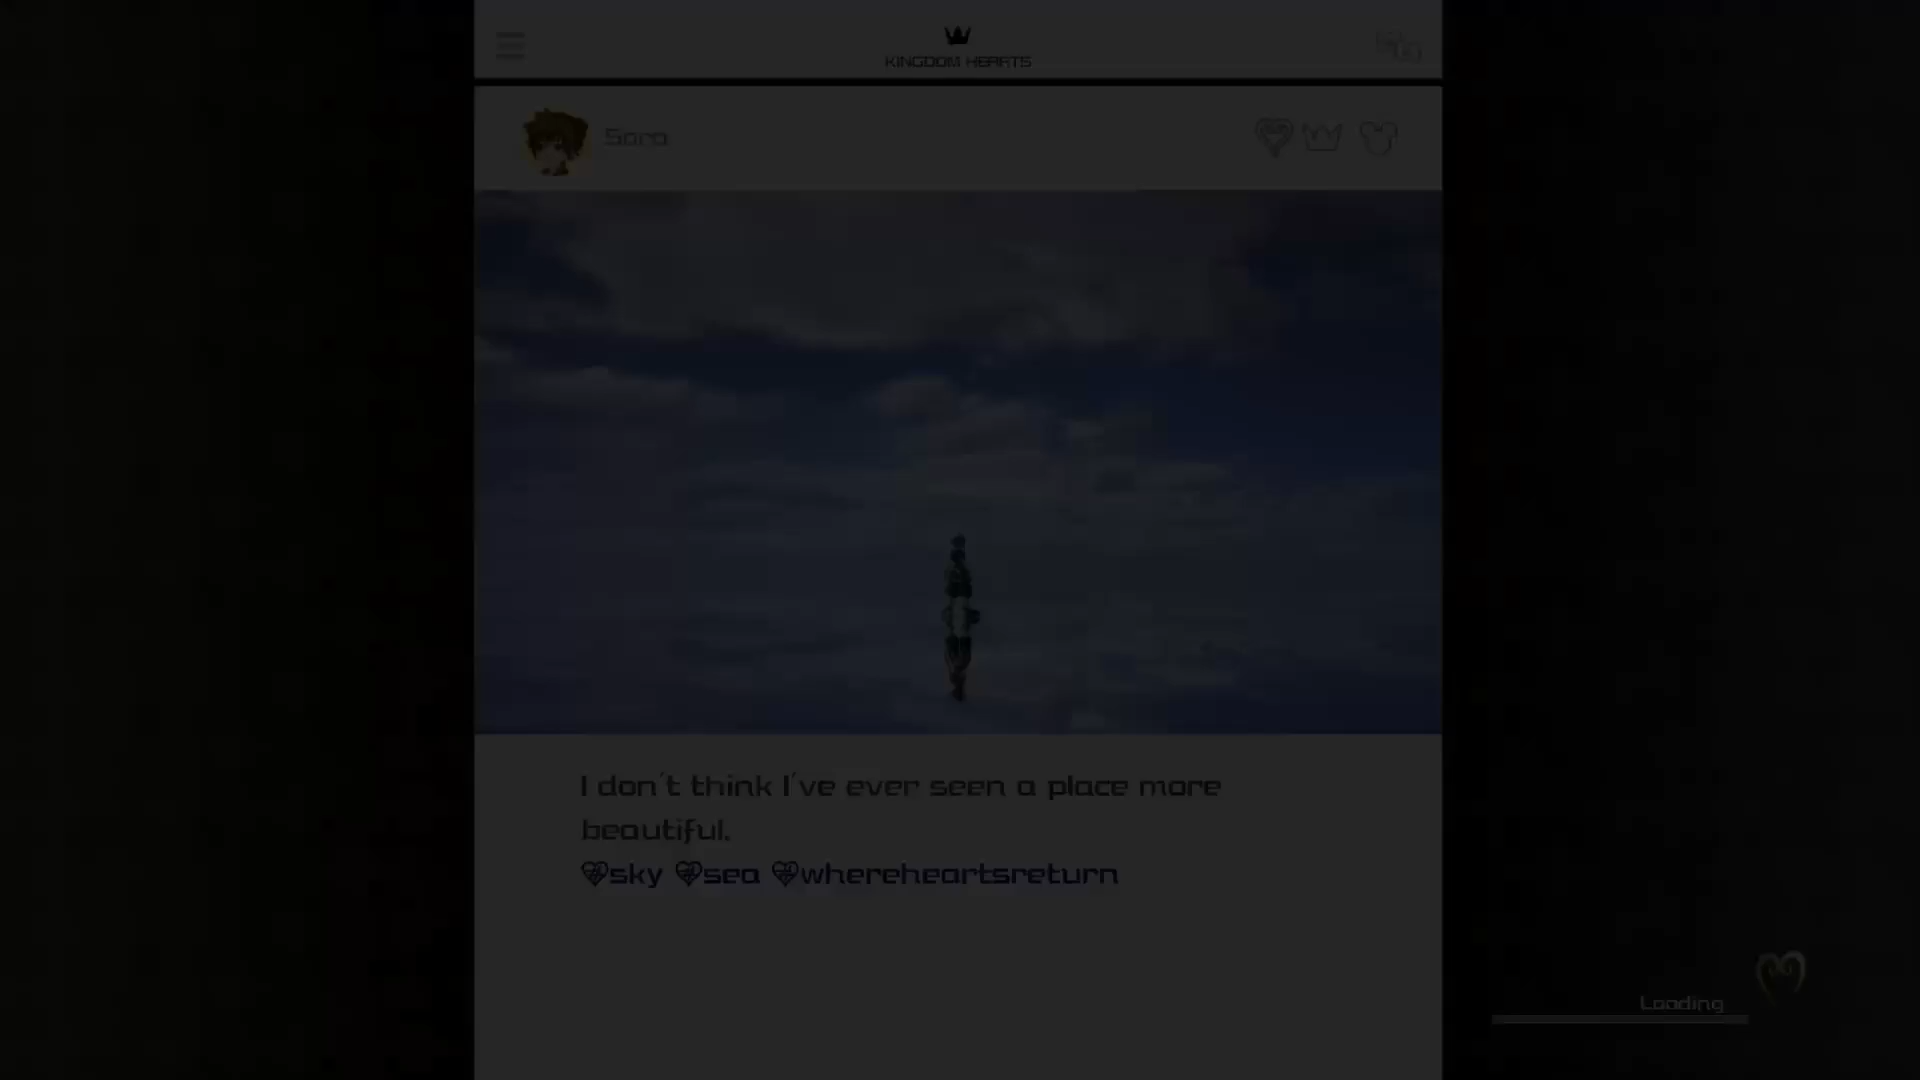 KINGDOM HEARTS
Sora
I don't think I've ever seen a place more
beautiful.
sky sea whereheartsreturn
Loading